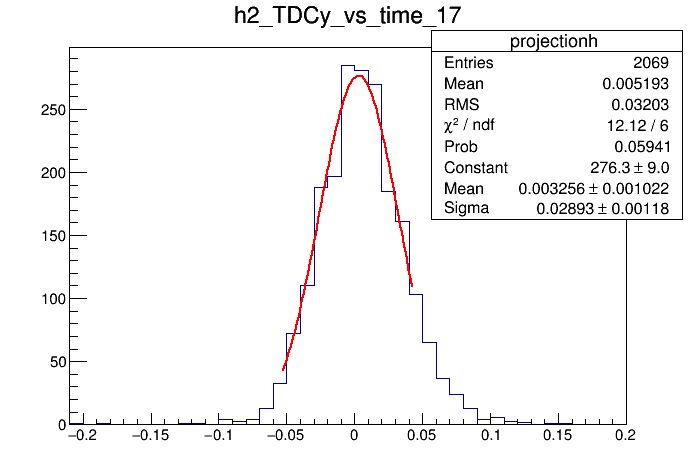 h2_TDCy_vs_time_17
projectionh
Entries 2069
Mean 0.005193
RMS 0.03203
χ² / ndf 12.12 / 6
Prob 0.05941
Constant 276.3 ± 9.0
Mean 0.003256 ± 0.001022
Sigma 0.02893 ± 0.00118
250
200
150
100
50
0
−0.2 −0.15 −0.1 −0.05 0 0.05 0.1 0.15 0.2